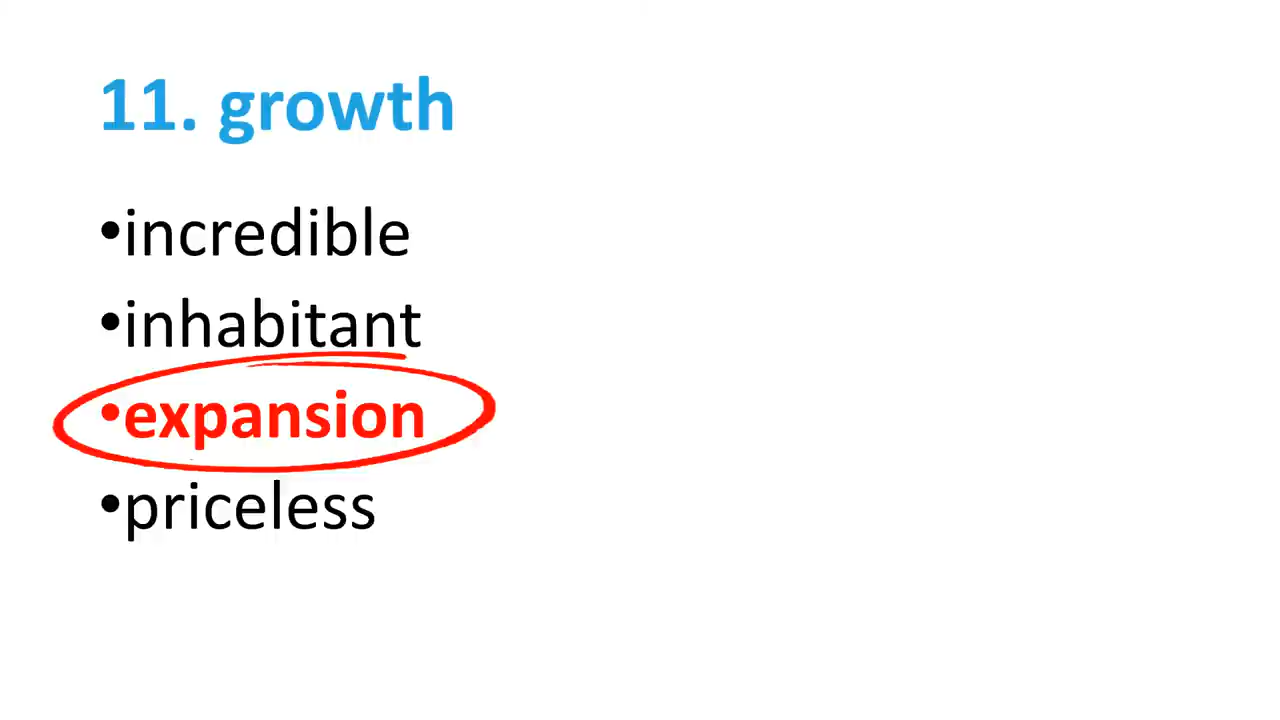 11. growth
•incredible
•inhabitant
•expansion
•priceless